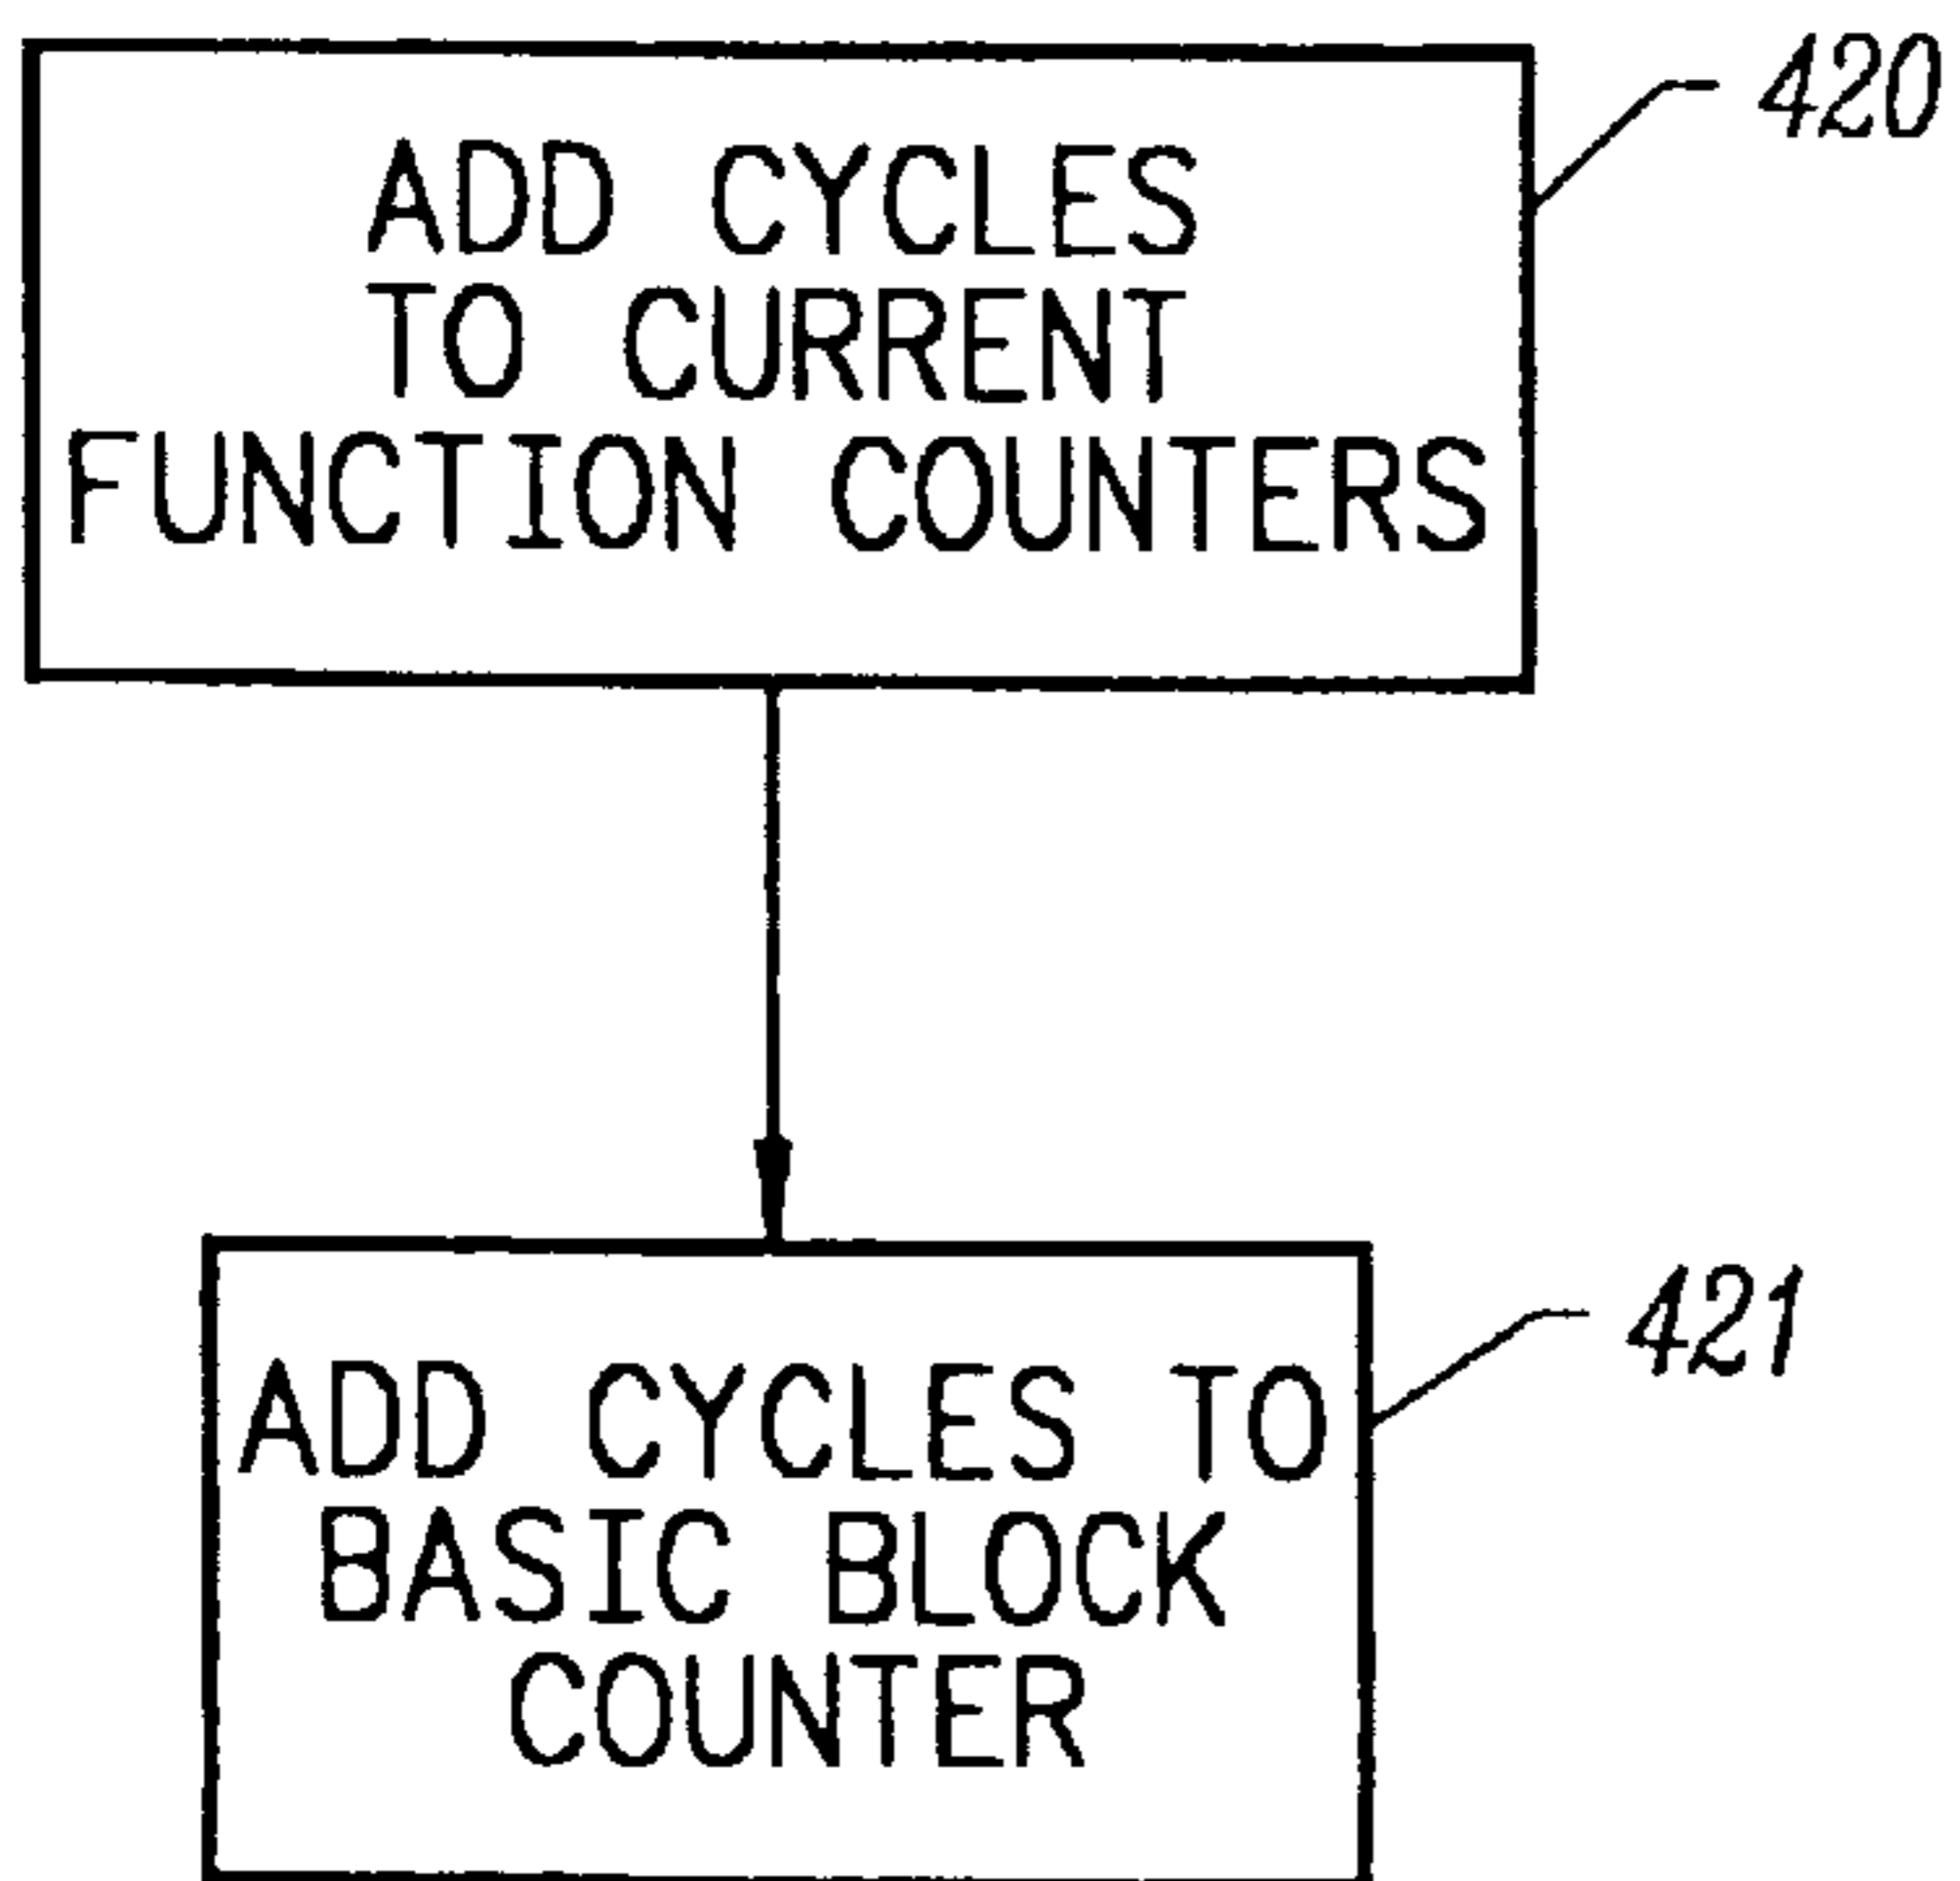 420
ADD CYCLES
TO CURRENT
FUNCTION COUNTERS
421
ADD CYCLES TO
BASIC BLOCK
COUNTER